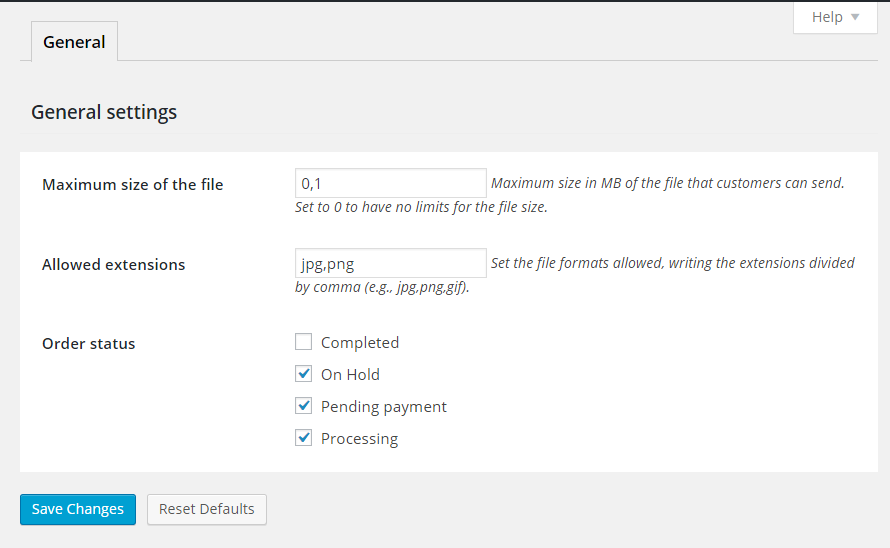 Help
General
General settings
Maximum size of the file
0,1 Maximum size in MB of the file that customers can send.
Set to 0 to have no limits for the file size.
Allowed extensions
jpg,png Set the file formats allowed, writing the extensions divided
by comma (e.g., jpg,png,gif).
Order status
Completed
On Hold
Pending payment
Processing
Save Changes
Reset Defaults